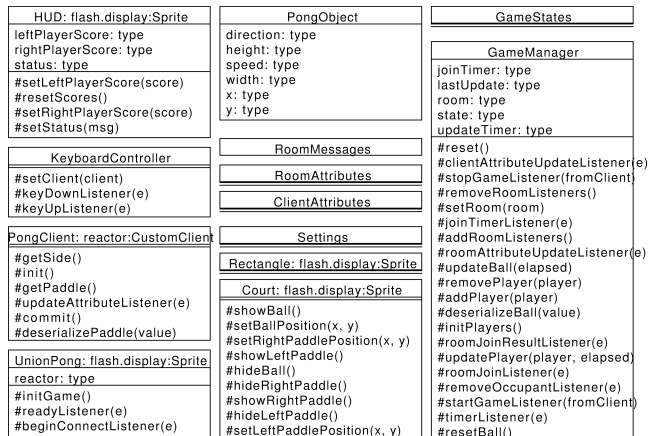 HUD: flash.display:Sprite
leftPlayerScore: type
rightPlayerScore: type
status: type
#setLeftPlayerScore(score)
#resetScores()
#setRightPlayerScore(score)
#setStatus(msg)
KeyboardController
#setClient(client)
#keyDownListener(e)
#keyUpListener(e)
PongClient: reactor:CustomClient
#getSide()
#init()
#getPaddle()
#updateAttributeListener(e)
#commit()
#deserializePaddle(value)
UnionPong: flash.display:Sprite
reactor: type
#initGame()
#readyListener(e)
#beginConnectListener(e)
PongObject
direction: type
height: type
speed: type
width: type
x: type
y: type
RoomMessages
RoomAttributes
ClientAttributes
Settings
Rectangle: flash.display:Sprite
Court: flash.display:Sprite
#showBall()
#setBallPosition(x, y)
#setRightPaddlePosition(x, y)
#showLeftPaddle()
#hideBall()
#hideRightPaddle()
#showRightPaddle()
#hideLeftPaddle()
#setLeftPaddlePosition(x, y)
GameStates
GameManager
joinTimer: type
lastUpdate: type
room: type
state: type
updateTimer: type
#reset()
#clientAttributeUpdateListener(e)
#stopGameListener(fromClient)
#removeRoomListeners()
#setRoom(room)
#joinTimerListener(e)
#addRoomListeners()
#roomAttributeUpdateListener(e)
#updateBall(elapsed)
#removePlayer(player)
#addPlayer(player)
#deserializeBall(value)
#initPlayers()
#roomJoinResultListener(e)
#updatePlayer(player, elapsed)
#roomJoinListener(e)
#removeOccupantListener(e)
#startGameListener(fromClient)
#timerListener(e)
#resetBall()